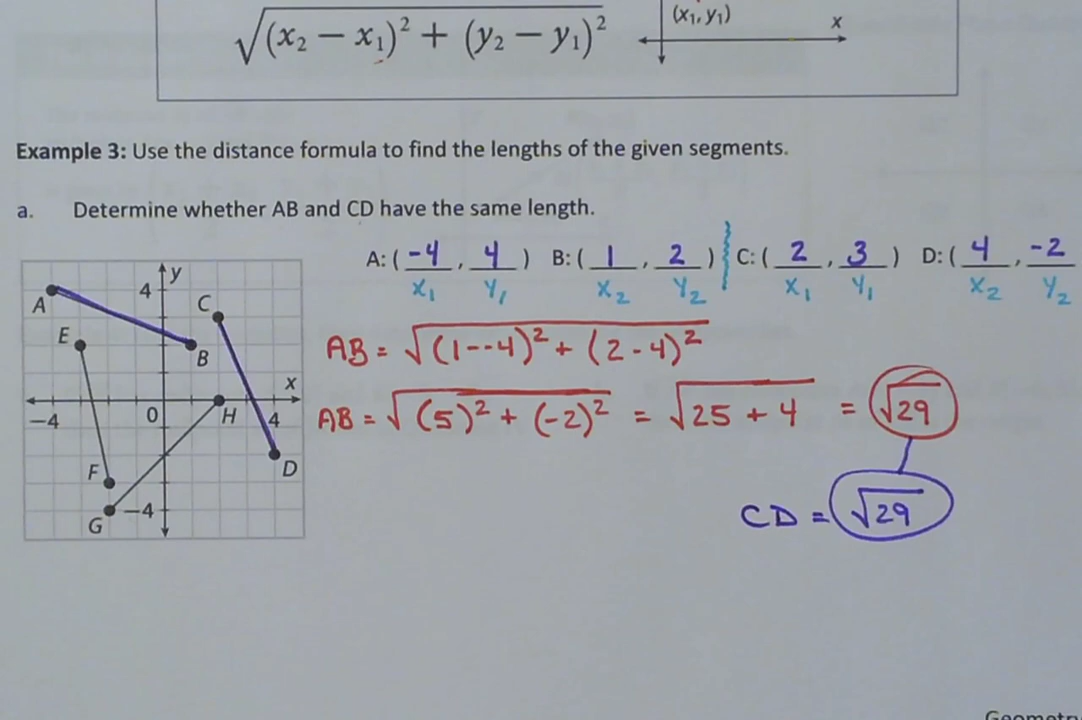 √(x₂ − x₁)² + (y₂ − y₁)²
(x₁, y₁)
x
Example 3: Use the distance formula to find the lengths of the given segments.
a. Determine whether AB and CD have the same length.
A: ( -4 , 4 ) B: ( 1 , 2 ) C: ( 2 , 3 ) D: ( 4 , -2
x₁ y₁ x₂ y₂ x₁ y₁ x₂ y₂
y
4
A
C
E
B
x
-4
0
H
4
F
D
G
-4
AB = √(1--4)² + (2-4)²
AB = √(5)² + (-2)² = √25 + 4 = √29
CD = √29